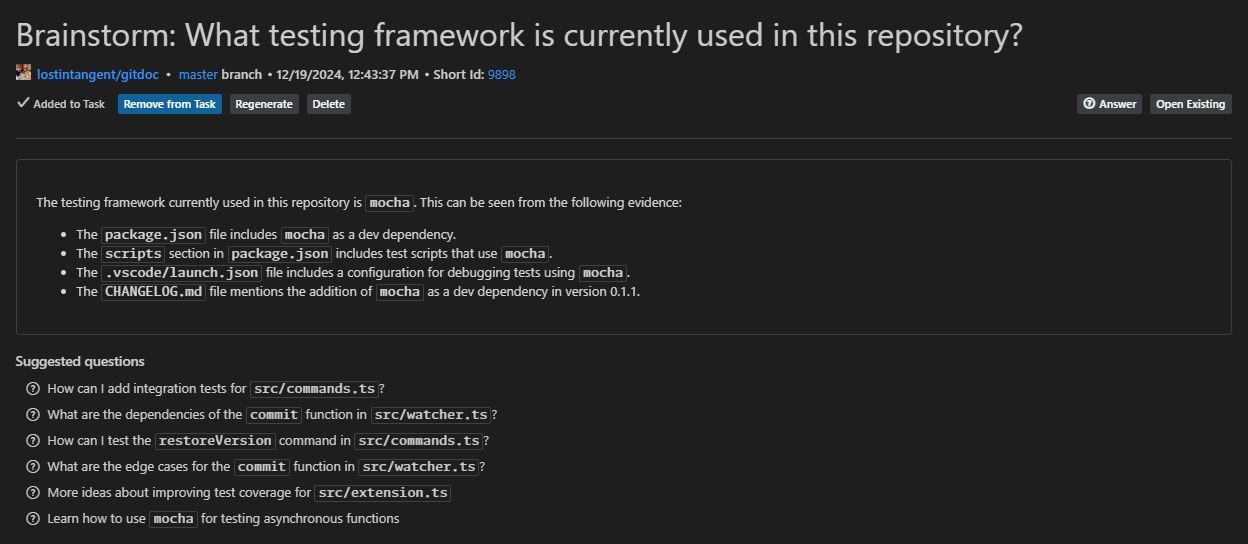 Brainstorm: What testing framework is currently used in this repository?
lostintangent/gitdoc • master branch • 12/19/2024, 12:43:37 PM • Short Id: 9898
Added to Task Remove from Task Regenerate Delete Answer Open Existing
The testing framework currently used in this repository is mocha. This can be seen from the following evidence:
• The package.json file includes mocha as a dev dependency.
• The scripts section in package.json includes test scripts that use mocha.
• The .vscode/launch.json file includes a configuration for debugging tests using mocha.
• The CHANGELOG.md file mentions the addition of mocha as a dev dependency in version 0.1.1.
Suggested questions
How can I add integration tests for src/commands.ts?
What are the dependencies of the commit function in src/watcher.ts?
How can I test the restoreVersion command in src/commands.ts?
What are the edge cases for the commit function in src/watcher.ts?
More ideas about improving test coverage for src/extension.ts
Learn how to use mocha for testing asynchronous functions